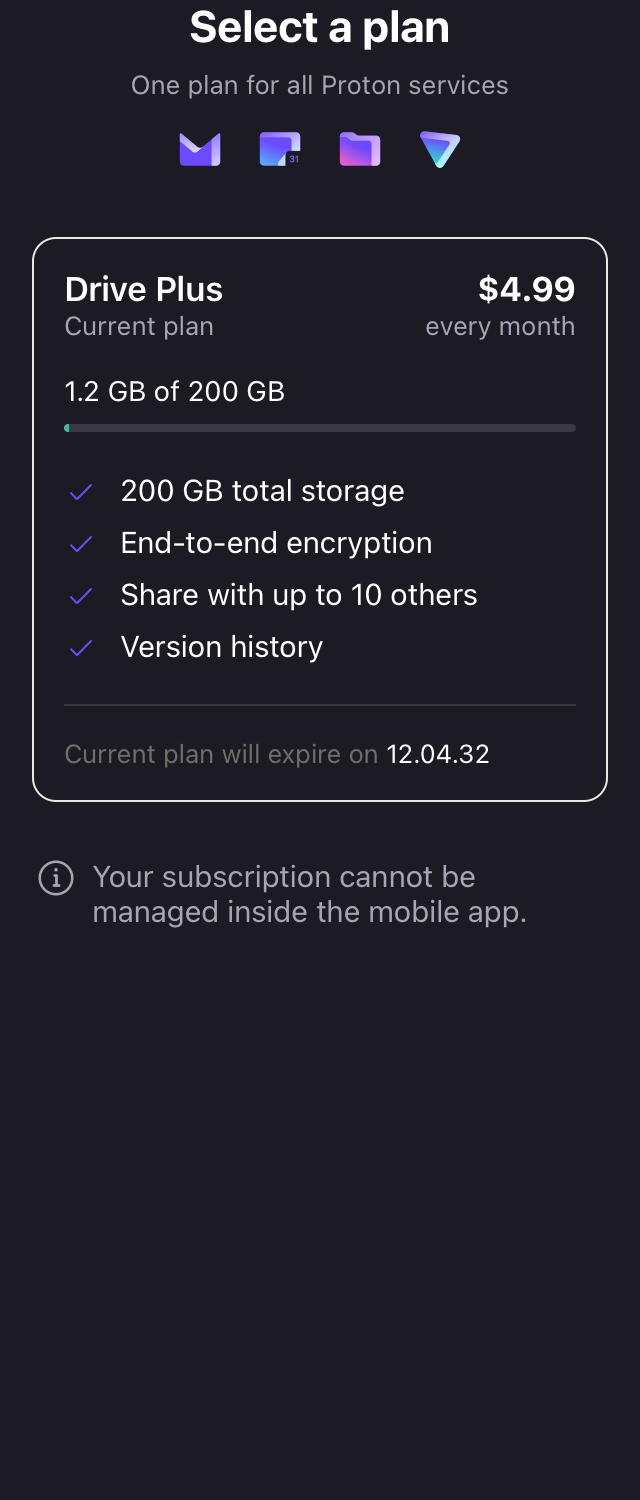 Select a plan
One plan for all Proton services
31
Drive Plus
$4.99
Current plan
every month
1.2 GB of 200 GB
200 GB total storage
End-to-end encryption
Share with up to 10 others
Version history
Current plan will expire on 12.04.32
Your subscription cannot be
managed inside the mobile app.